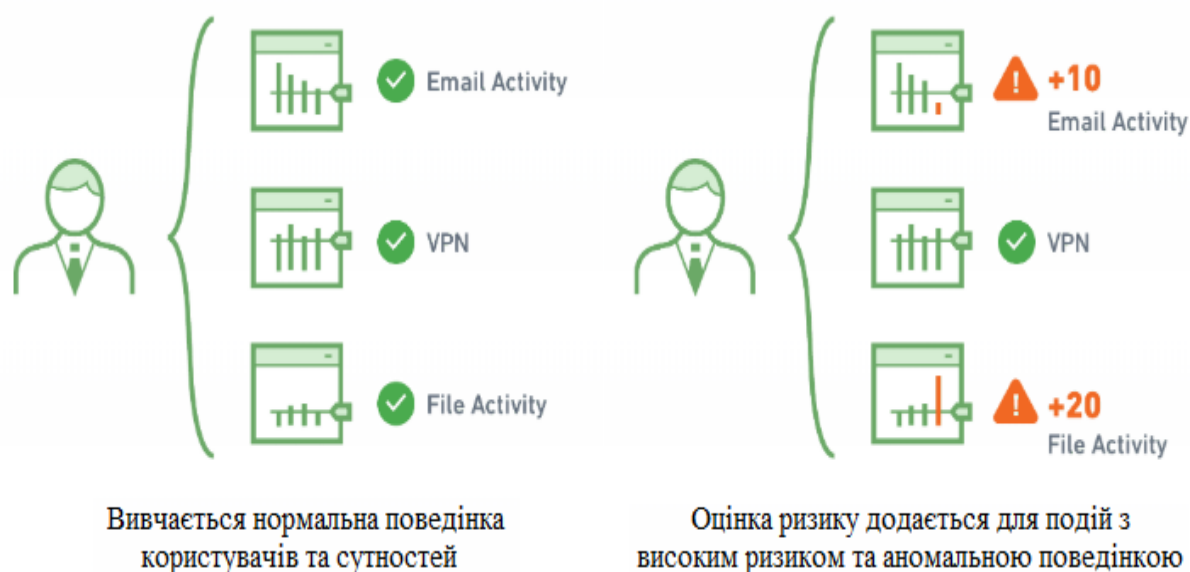 Email Activity
VPN
File Activity
Вивчається нормальна поведінка
користувачів та сутностей
+10
Email Activity
VPN
+20
File Activity
Оцінка ризику додається для подій з
високим ризиком та аномальною поведінкою